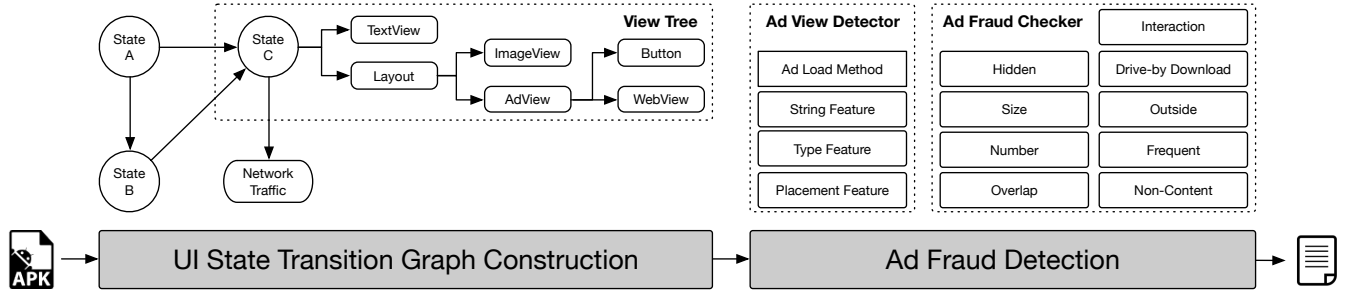 View Tree
State
A
State
C
TextView
Layout
ImageView
AdView
Button
WebView
State
B
Network
Traffic
Ad View Detector
Ad Load Method
String Feature
Type Feature
Placement Feature
Ad Fraud Checker
Interaction
Hidden
Drive-by Download
Size
Outside
Number
Frequent
Overlap
Non-Content
APK
UI State Transition Graph Construction
Ad Fraud Detection